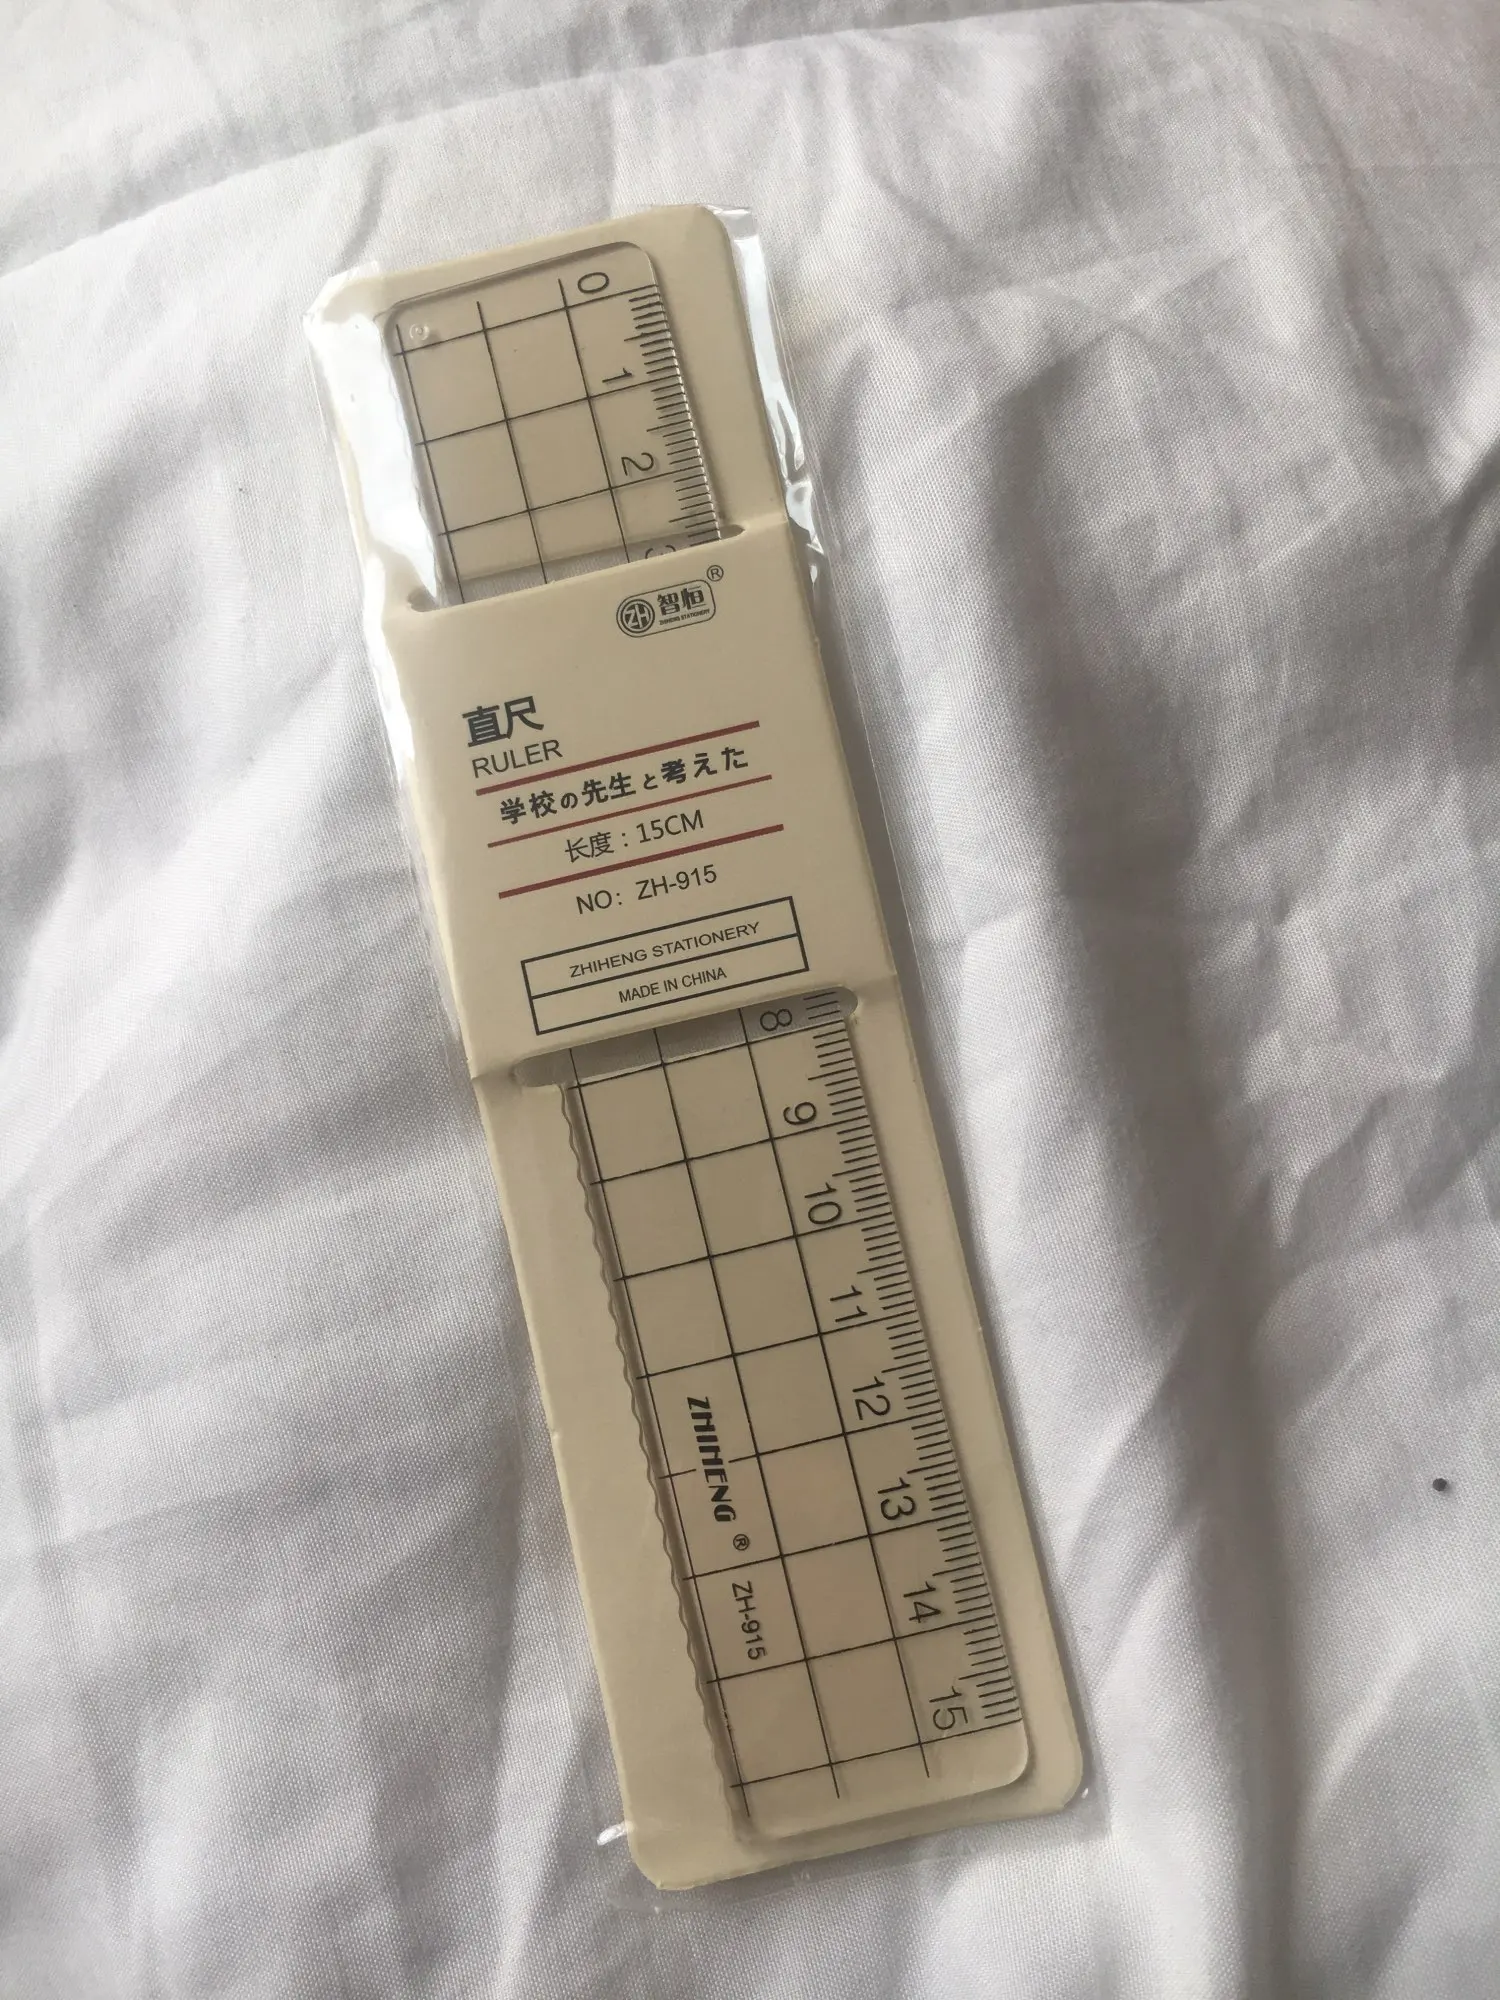 0
1
2
3
ZH 智恒®
ZHIHENG STATIONERY
直尺
RULER
学校の先生と考えた
长度：15CM
NO: ZH-915
ZHIHENG STATIONERY
MADE IN CHINA
8
9
10
11
12
13
14
15
ZHIHENG®
ZH-915